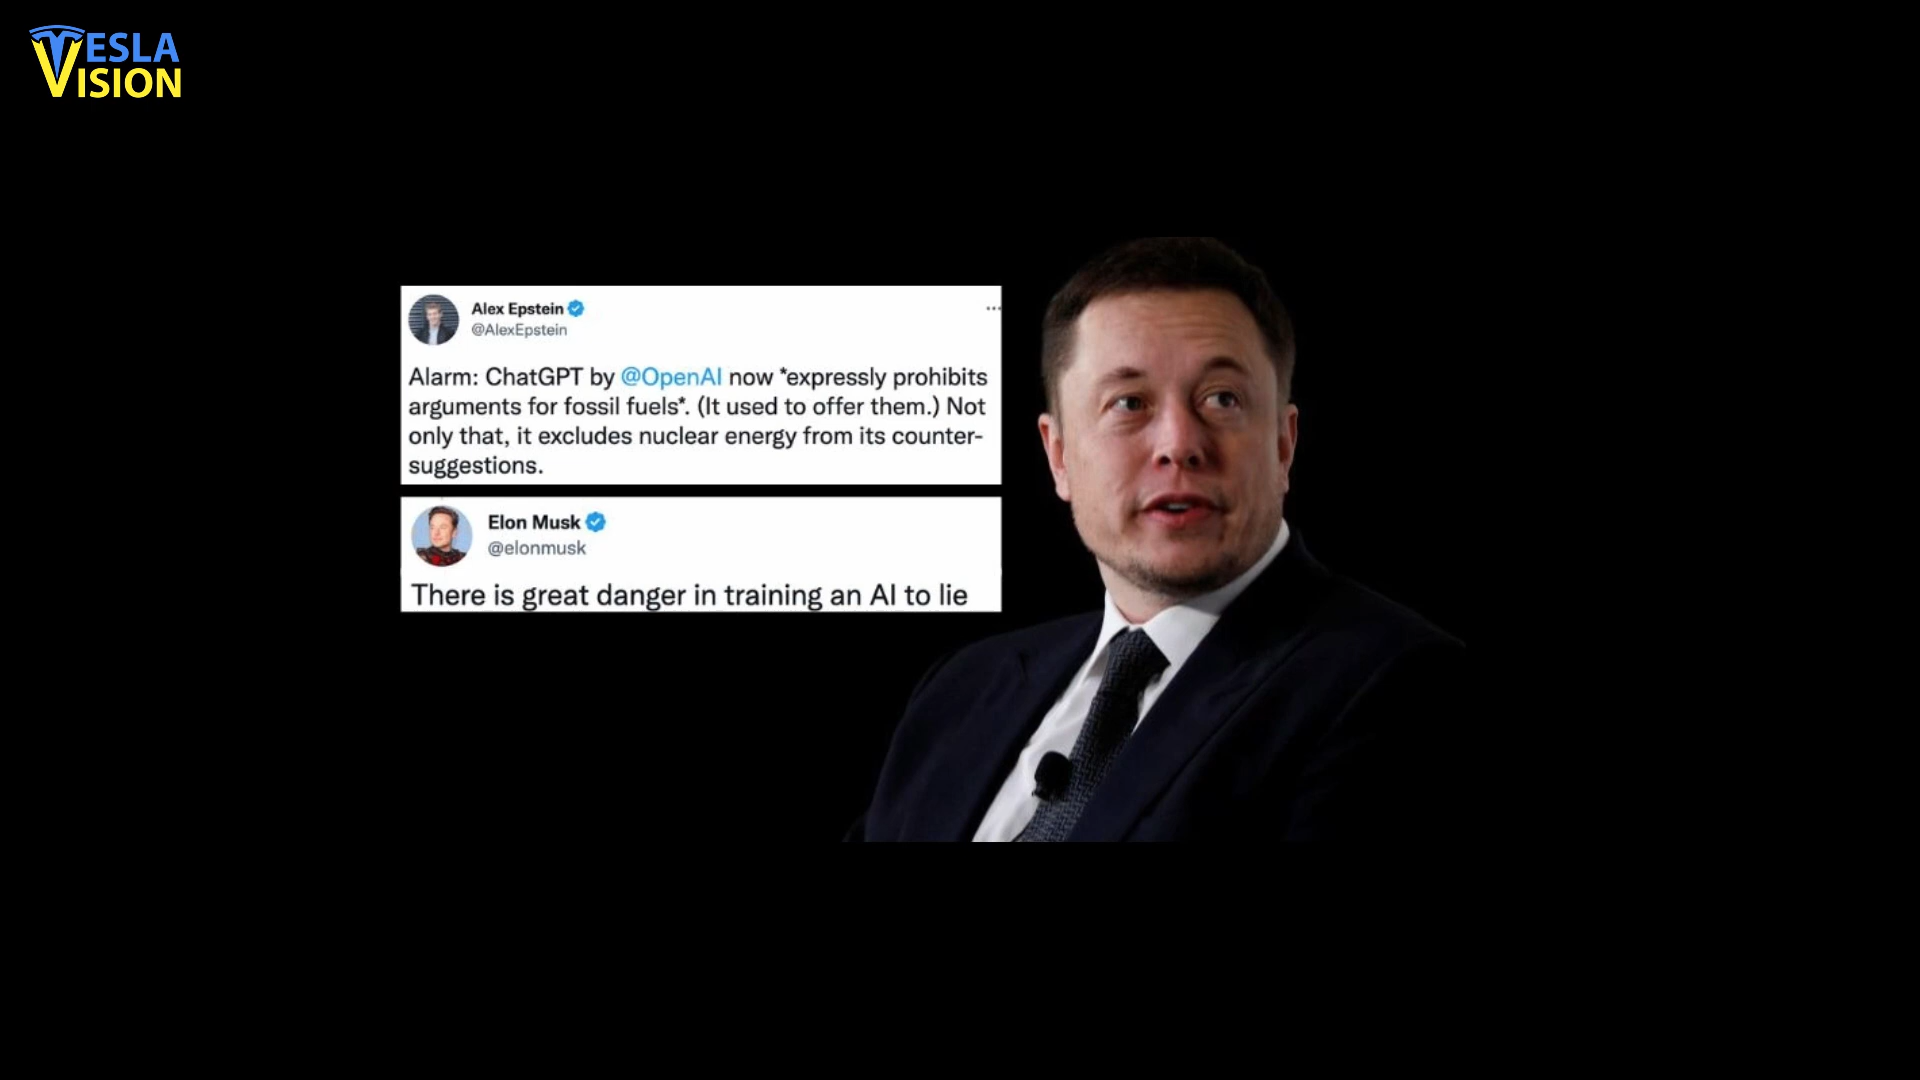 TESLA
VISION
Alex Epstein
@AlexEpstein
...
Alarm: ChatGPT by @OpenAI now *expressly prohibits
arguments for fossil fuels*. (It used to offer them.) Not
only that, it excludes nuclear energy from its counter-
suggestions.
Elon Musk
@elonmusk
There is great danger in training an AI to lie